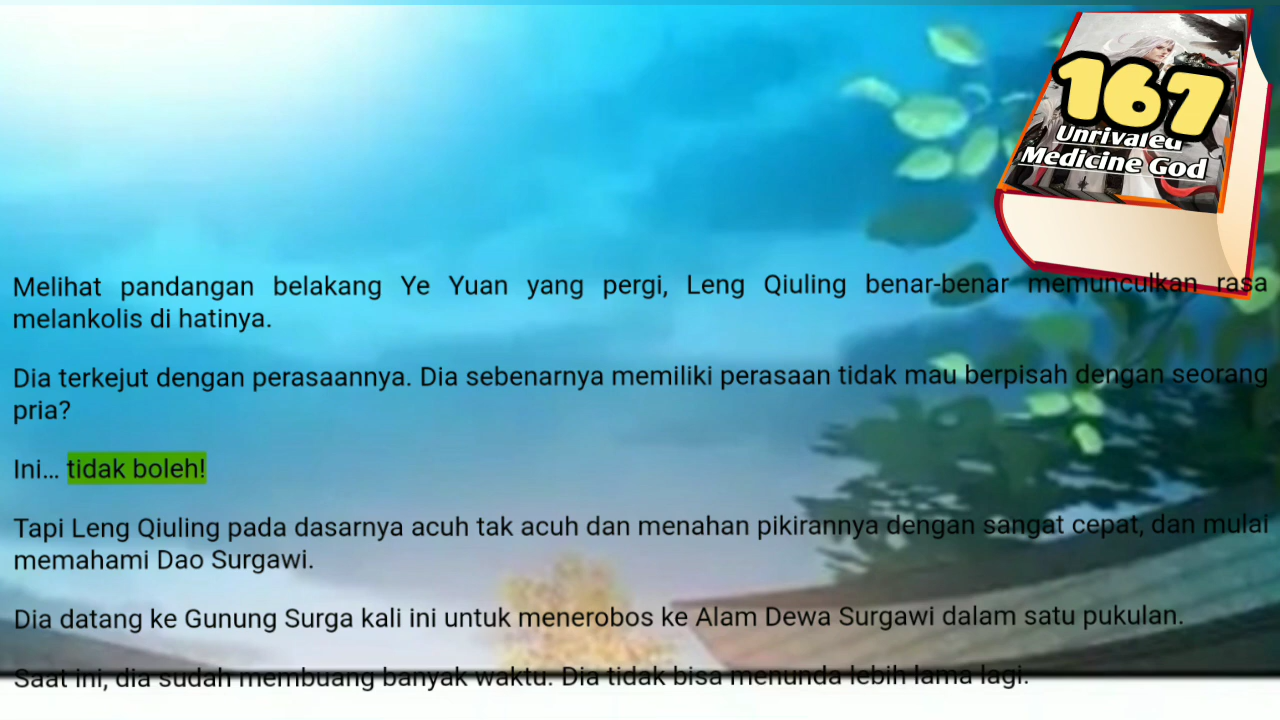 167
Unrivaled
Medicine God
Melihat pandangan belakang Ye Yuan yang pergi, Leng Qiuling benar-benar memunculkan rasa
melankolis di hatinya.
Dia terkejut dengan perasaannya. Dia sebenarnya memiliki perasaan tidak mau berpisah dengan seorang
pria?
Ini… tidak boleh!
Tapi Leng Qiuling pada dasarnya acuh tak acuh dan menahan pikirannya dengan sangat cepat, dan mulai
memahami Dao Surgawi.
Dia datang ke Gunung Surga kali ini untuk menerobos ke Alam Dewa Surgawi dalam satu pukulan.
Saat ini, dia sudah membuang banyak waktu. Dia tidak bisa menunda lebih lama lagi.